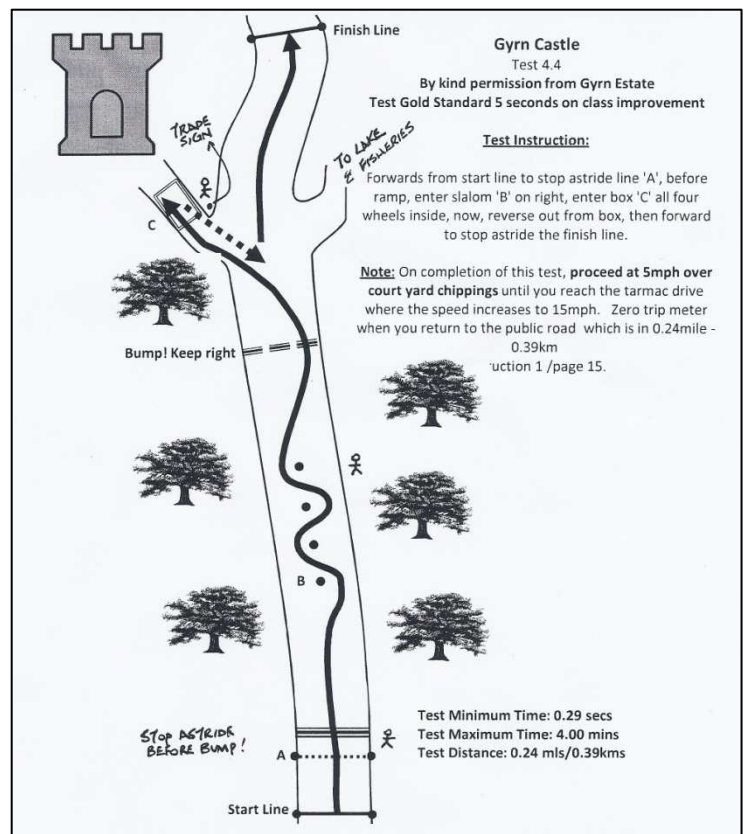 Finish Line
Gyrn Castle
Test 4.4
By kind permission from Gyrn Estate
Test Gold Standard 5 seconds on class improvement
TRADE
SIGN
TO LAKE
& FISHERIES
Test Instruction:
Forwards from start line to stop astride line 'A', before
ramp, enter slalom 'B' on right, enter box 'C' all four
wheels inside, now, reverse out from box, then forward
to stop astride the finish line.
C
Note: On completion of this test, proceed at 5mph over
court yard chippings until you reach the tarmac drive
where the speed increases to 15mph. Zero trip meter
when you return to the public road which is in 0.24mile -
0.39km
uction 1 /page 15.
Bump! Keep right
B
STOP ASTRIDE
BEFORE BUMP!
A
Test Minimum Time: 0.29 secs
Test Maximum Time: 4.00 mins
Test Distance: 0.24 mls/0.39kms
Start Line